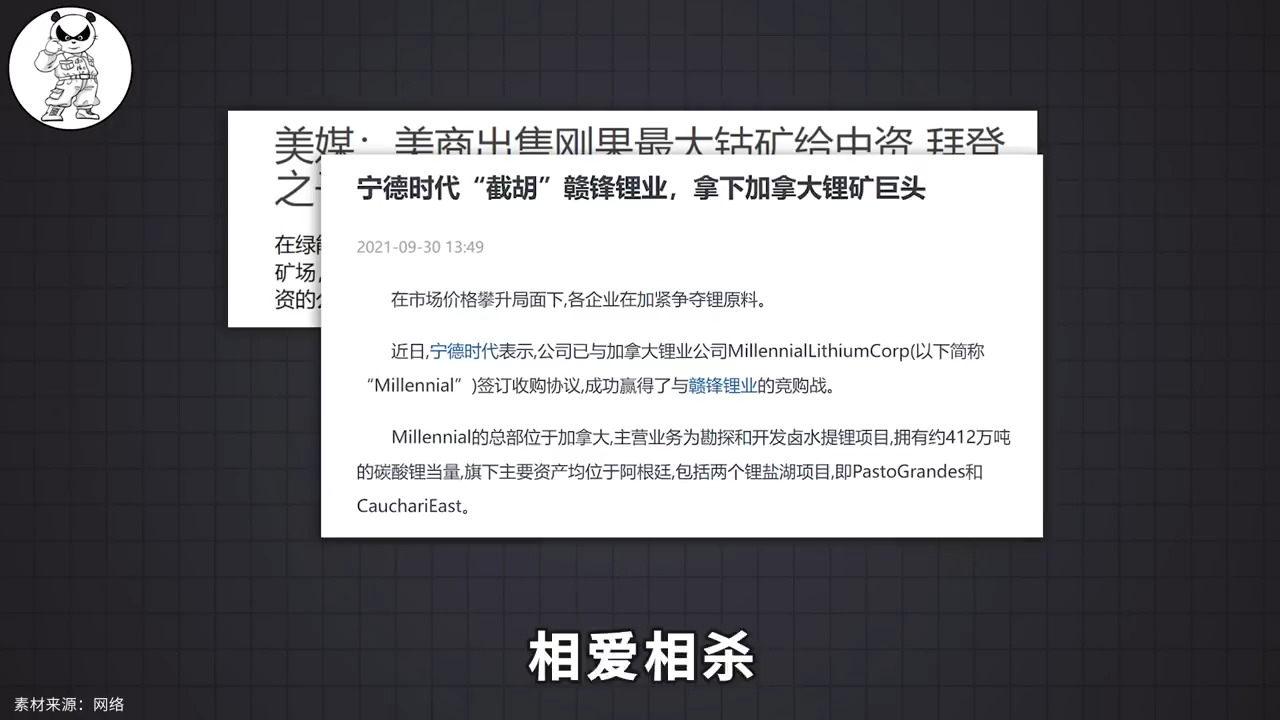 美媒：美商出售刚果最大钴矿给中资 拜登
之
在绿
矿场，
资的
宁德时代“截胡”赣锋锂业，拿下加拿大锂矿巨头
2021-09-30 13:49
在市场价格攀升局面下,各企业在加紧争夺锂原料。
近日,宁德时代表示,公司已与加拿大锂业公司MillennialLithiumCorp(以下简称
“Millennial”)签订收购协议,成功赢得了与赣锋锂业的竞购战。
Millennial的总部位于加拿大,主营业务为勘探和开发卤水提锂项目,拥有约412万吨
的碳酸锂当量,旗下主要资产均位于阿根廷,包括两个锂盐湖项目,即PastoGrandes和
CauchariEast。
相爱相杀
素材来源：网络